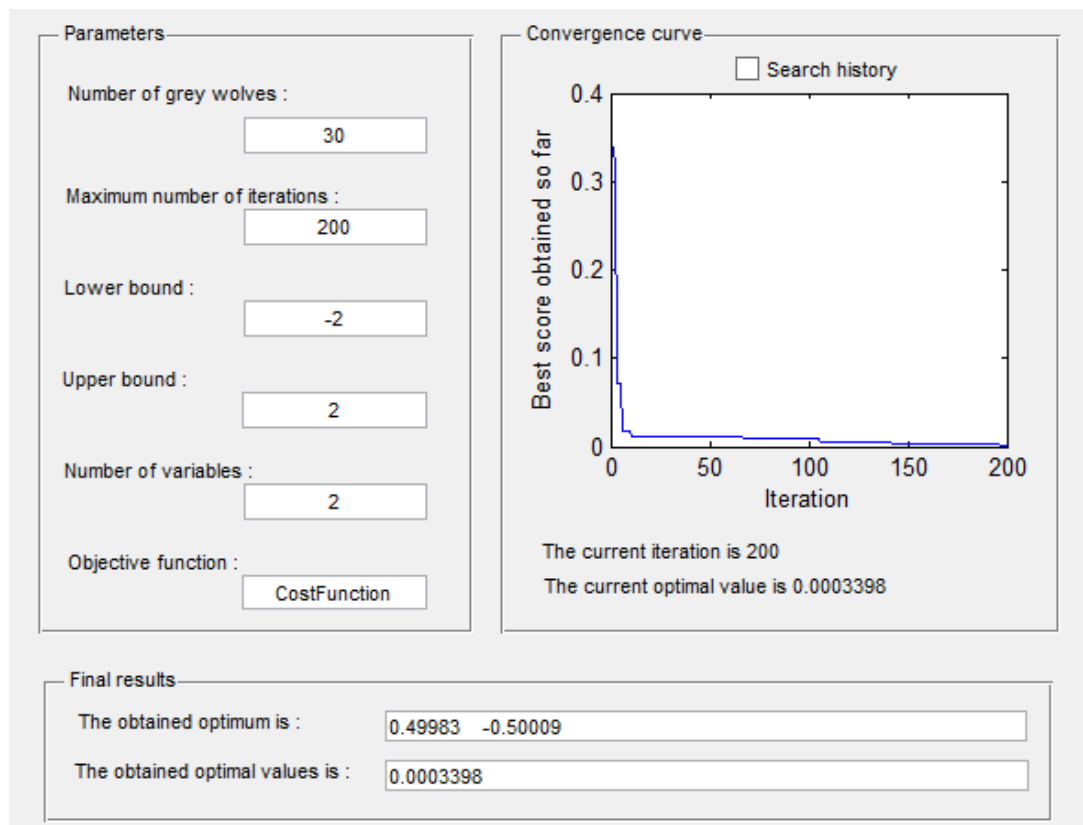 Parameters
Number of grey wolves :
30
Maximum number of iterations :
200
Lower bound :
-2
Upper bound :
2
Number of variables :
2
Objective function :
CostFunction
Convergence curve
Search history
Best score obtained so far
0.4
0.3
0.2
0.1
0
0 50 100 150 200
Iteration
The current iteration is 200
The current optimal value is 0.0003398
Final results
The obtained optimum is : 0.49983 -0.50009
The obtained optimal values is : 0.0003398